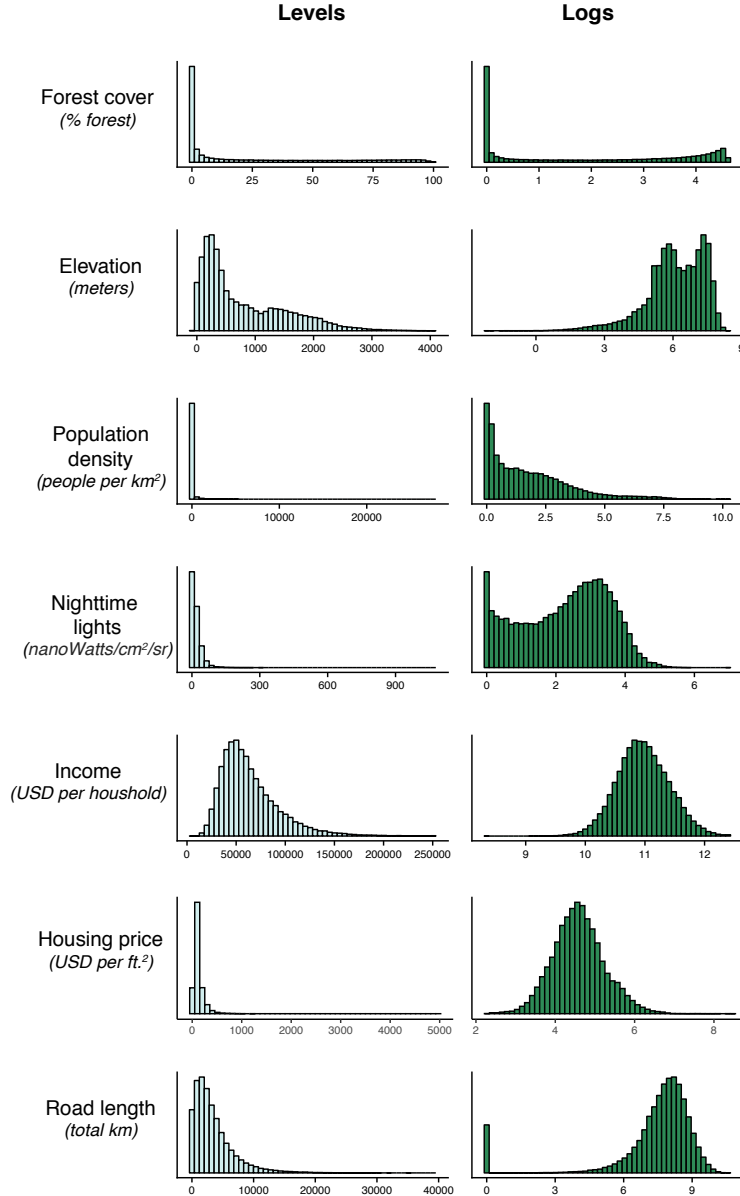 Levels Logs
Forest cover
(% forest)
0 25 50 75 100
0 1 2 3 4
Elevation
(meters)
0 1000 2000 3000 4000
0 3 6 9
Population
density
(people per km²)
0 10000 20000
0.0 2.5 5.0 7.5 10.0
Nighttime
lights
(nanoWatts/cm²/sr)
0 300 600 900
0 2 4 6
Income
(USD per houshold)
0 50000 100000 150000 200000 250000
9 10 11 12
Housing price
(USD per ft.²)
0 1000 2000 3000 4000 5000
2 4 6 8
Road length
(total km)
0 10000 20000 30000 40000
0 3 6 9